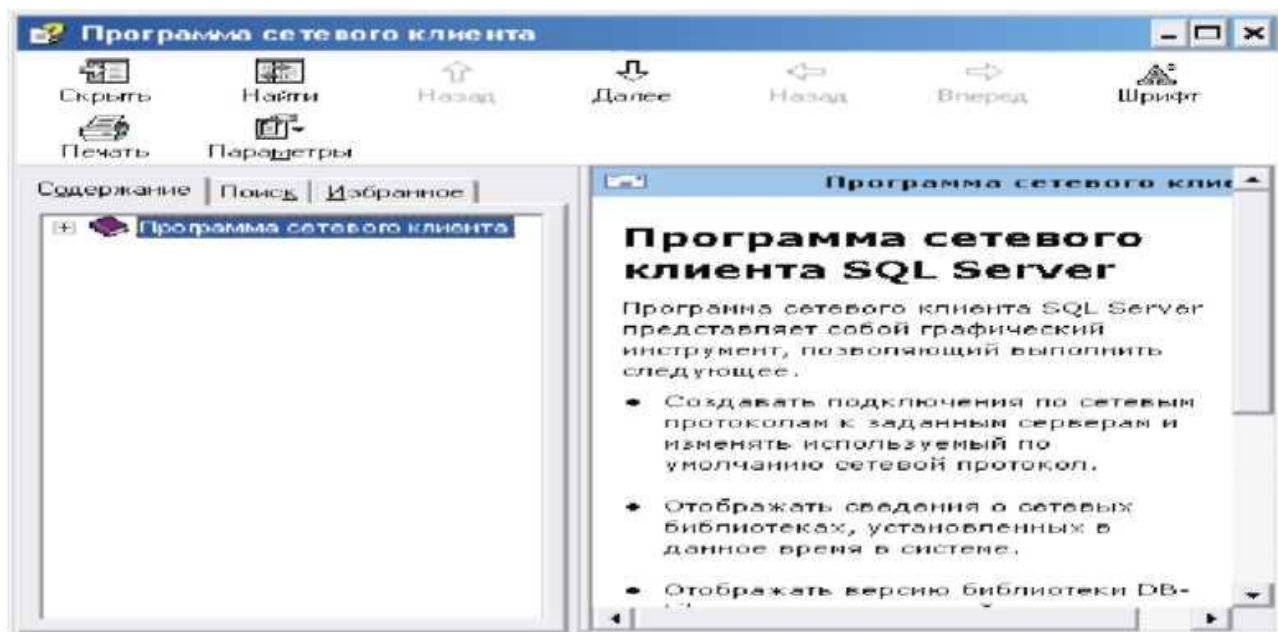 Программа сетевого клиента
Скрыть Найти Назад Далее Назад Вперед Шрифт
Печать Параметры
Содержание Поиск Избранное
Программа сетевого клиента
Программа сетевого
Программа сетевого
клиента SQL Server
Программа сетевого клиента SQL Server
представляет собой графический
инструмент, позволяющий выполнить
следующее.
• Создавать подключения по сетевым
протоколам к заданным серверам и
изменять используемый по
умолчанию сетевой протокол.
• Отображать сведения о сетевых
библиотеках, установленных в
данное время в системе.
• Отображать версию библиотеки DB-